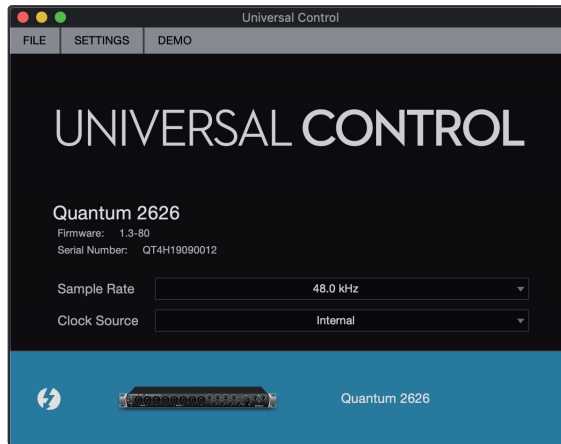 Universal Control
FILE SETTINGS DEMO
UNIVERSAL CONTROL
Quantum 2626
Firmware: 1.3-80
Serial Number: QT4H19090012
Sample Rate 48.0 kHz
Clock Source Internal
Quantum 2626